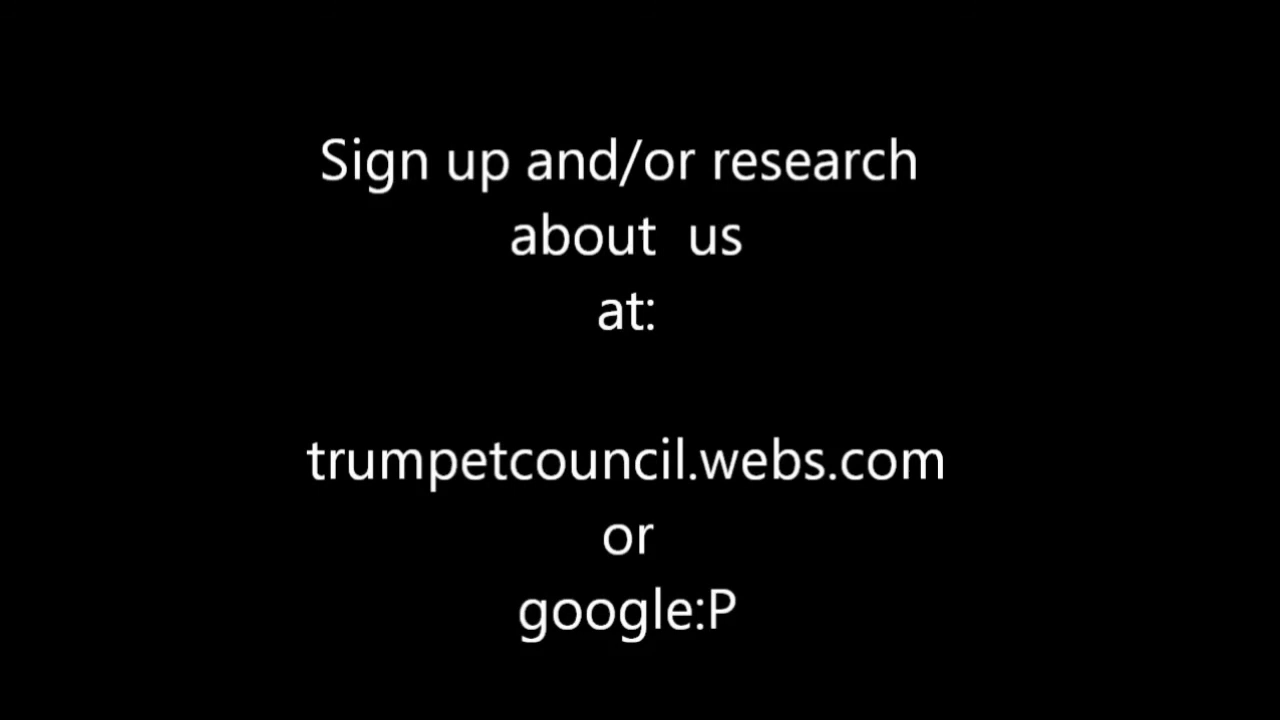 Sign up and/or research
about  us
at:
trumpetcouncil.webs.com
or
google:P